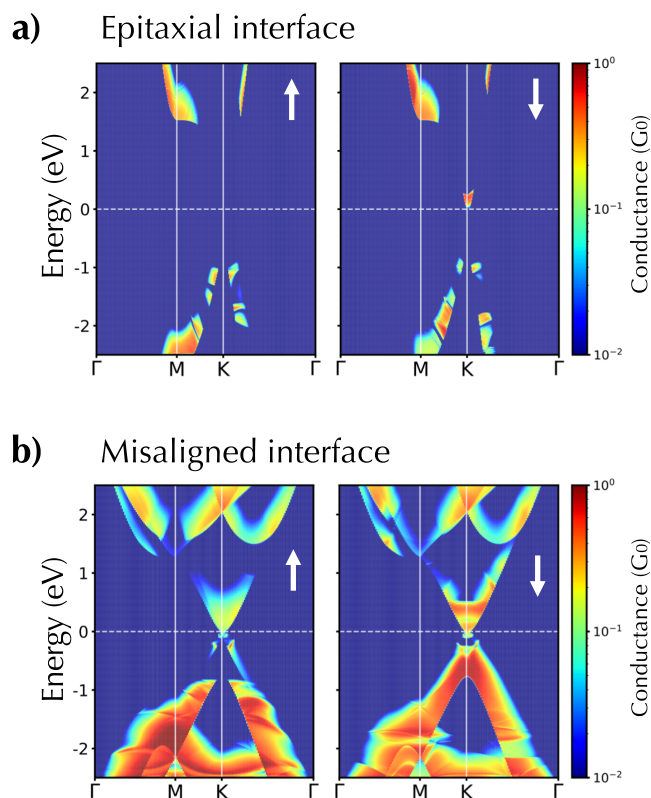 a) Epitaxial interface
Energy (eV)
2
1
0
-1
-2
Γ M K Γ
Γ M K Γ
10⁰
10⁻¹
10⁻²
Conductance (G₀)
b) Misaligned interface
Energy (eV)
2
1
0
-1
-2
Γ M K Γ
Γ M K Γ
10⁰
10⁻¹
10⁻²
Conductance (G₀)